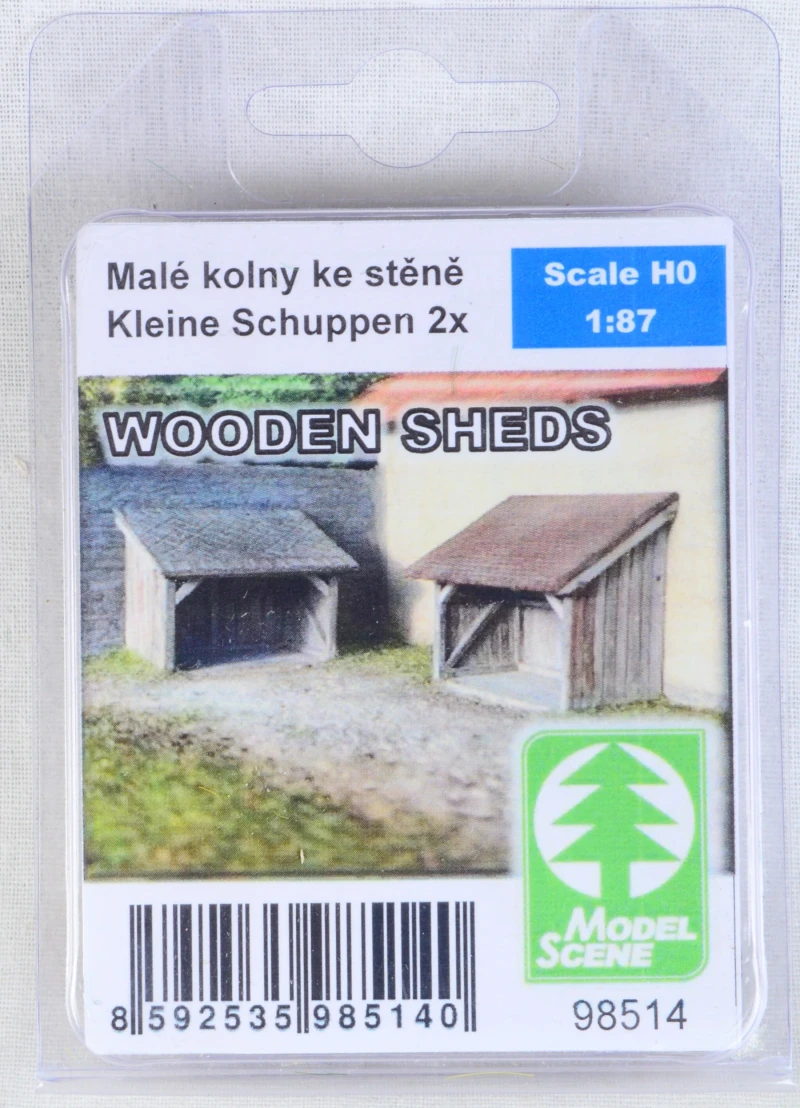 Malé kolny ke stěně
Kleine Schuppen 2x
Scale H0
1:87
WOODEN SHEDS
MODEL
SCENE
8 592535 985140
98514